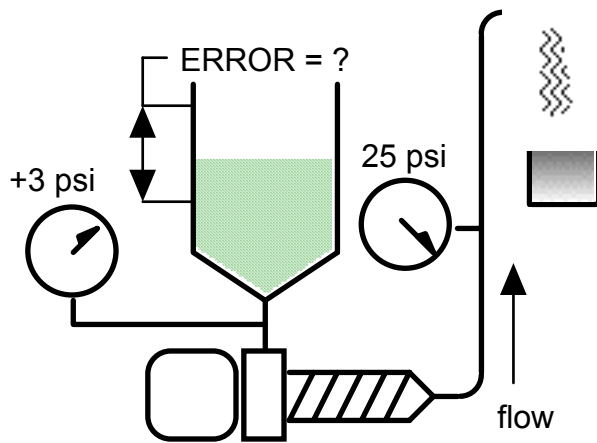 ERROR = ?
25 psi
+3 psi
flow